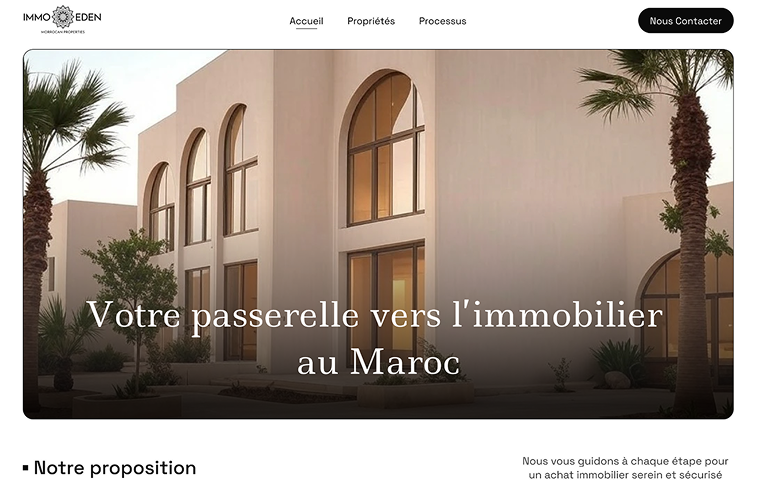 IMMO EDEN
MORROCAN PROPERTIES
Accueil
Propriétés
Processus
Nous Contacter
Votre passerelle vers l'immobilier
au Maroc
Notre proposition
Nous vous guidons à chaque étape pour
un achat immobilier serein et sécurisé